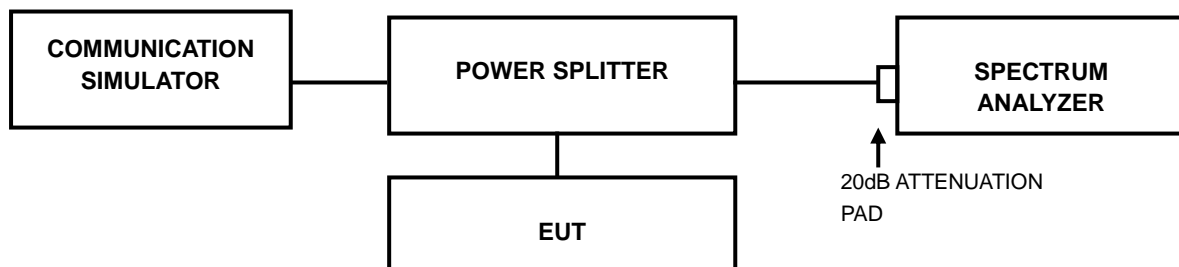 COMMUNICATION
SIMULATOR
POWER SPLITTER
SPECTRUM
ANALYZER
20dB ATTENUATION
PAD
EUT